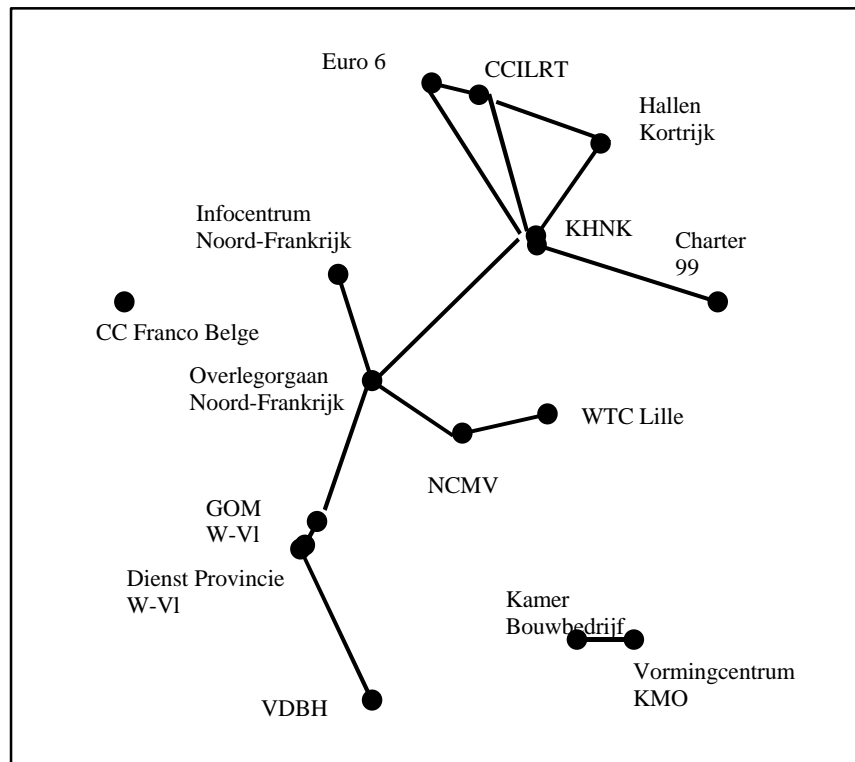 Euro 6
CCILRT
Hallen
Kortrijk
Infocentrum
Noord-Frankrijk
KHNK
Charter
99
CC Franco Belge
Overlegorgaan
Noord-Frankrijk
WTC Lille
NCMV
GOM
W-Vl
Dienst Provincie
W-Vl
Kamer
Bouwbedrijf
Vormingcentrum
KMO
VDBH